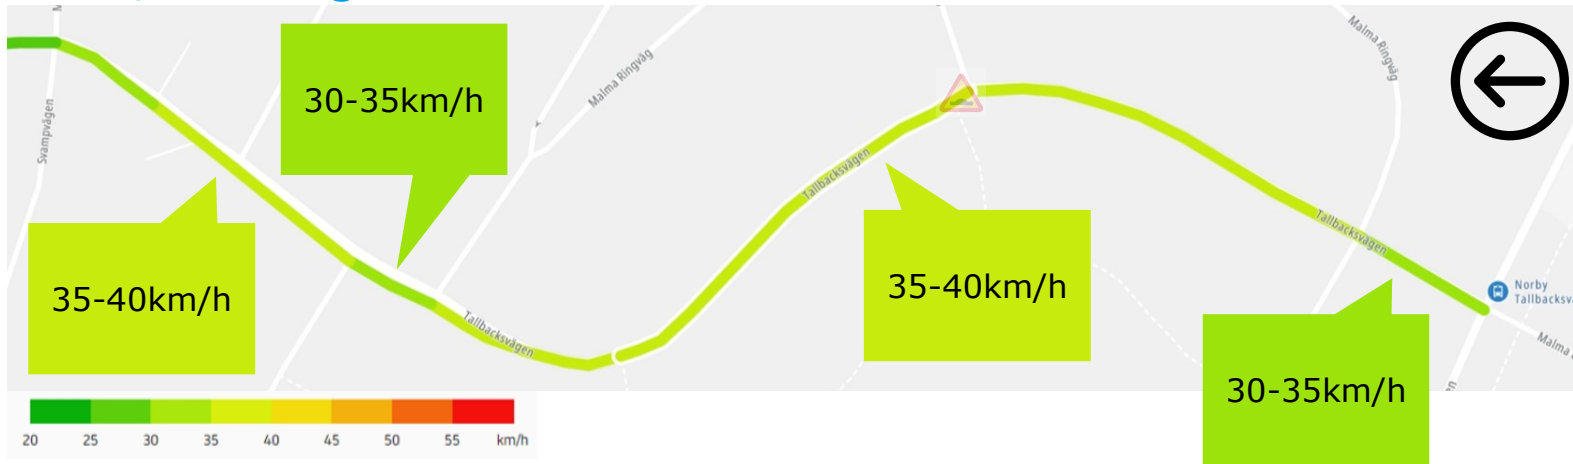 30-35km/h
Malma Ringväg
Malma Ringväg
Svampvägen
Tallbacksvägen
35-40km/h
35-40km/h
Tallbacksvägen
Norby
Tallbacksvä
Tallbacksvägen
Malma
30-35km/h
20 25 30 35 40 45 50 55 km/h